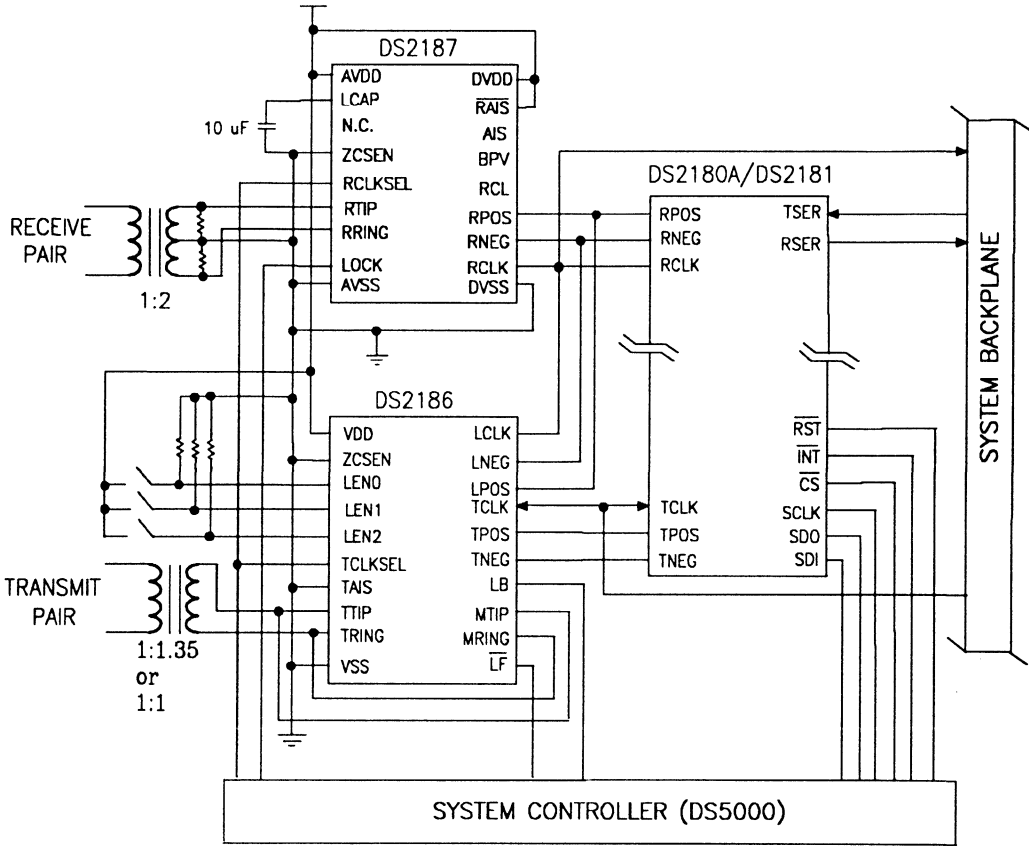 DS2187
AVDD
LCAP
N.C.
ZCSEN
RCLKSEL
RTIP
RRING
LOCK
AVSS
DVDD
RAIS
AIS
BPV
RCL
RPOS
RNEG
RCLK
DVSS
10 uF
RECEIVE
PAIR
1:2
DS2180A/DS2181
RPOS
RNEG
RCLK
TCLK
TPOS
TNEG
TSER
RSER
RST
INT
CS
SCLK
SDO
SDI
SYSTEM BACKPLANE
DS2186
VDD
ZCSEN
LEN0
LEN1
LEN2
TCLKSEL
TAIS
TTIP
TRING
VSS
LCLK
LNEG
LPOS
TCLK
TPOS
TNEG
LB
MTIP
MRING
LF
TRANSMIT
PAIR
1:1.35
or
1:1
SYSTEM CONTROLLER (DS5000)